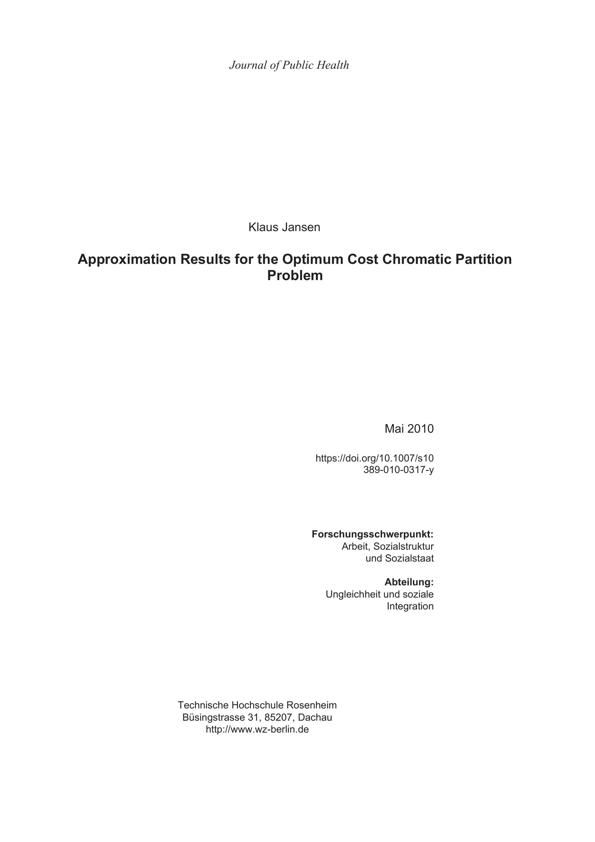 Journal of Public Health
Klaus Jansen
Approximation Results for the Optimum Cost Chromatic Partition
Problem
Mai 2010
https://doi.org/10.1007/s10
389-010-0317-y
Forschungsschwerpunkt:
Arbeit, Sozialstruktur
und Sozialstaat
Abteilung:
Ungleichheit und soziale
Integration
Technische Hochschule Rosenheim
Büsingstrasse 31, 85207, Dachau
http://www.wz-berlin.de